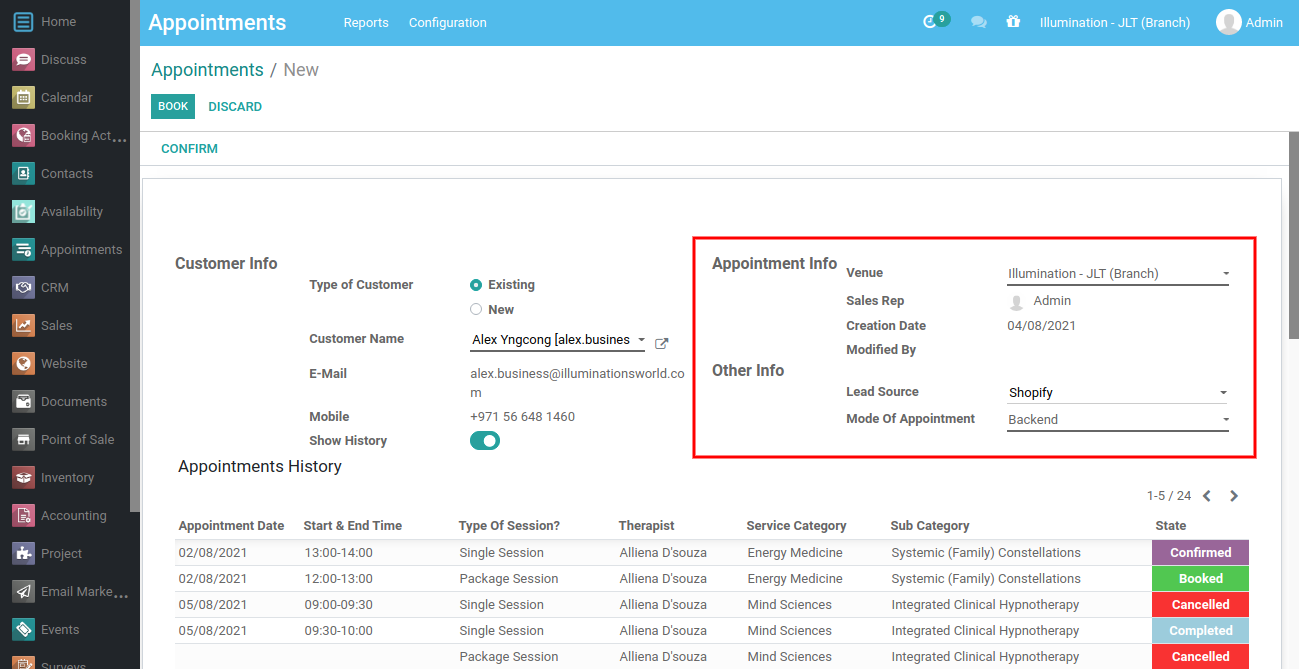 Home
Discuss
Calendar
Booking Act...
Contacts
Availability
Appointments
CRM
Sales
Website
Documents
Point of Sale
Inventory
Accounting
Project
Email Marke...
Events
Surveys
Appointments Reports Configuration 9 Illumination - JLT (Branch) Admin
Appointments / New
BOOK DISCARD
CONFIRM
Customer Info
Type of Customer Existing
New
Customer Name Alex Yngcong [alex.busines
E-Mail alex.business@illuminationsworld.co
m
Mobile +971 56 648 1460
Show History
Appointment Info
Venue Illumination - JLT (Branch)
Sales Rep Admin
Creation Date 04/08/2021
Modified By
Other Info
Lead Source Shopify
Mode Of Appointment Backend
Appointments History
1-5 / 24
Appointment Date Start & End Time Type Of Session? Therapist Service Category Sub Category State
02/08/2021 13:00-14:00 Single Session Alliena D'souza Energy Medicine Systemic (Family) Constellations Confirmed
02/08/2021 12:00-13:00 Package Session Alliena D'souza Energy Medicine Systemic (Family) Constellations Booked
05/08/2021 09:00-09:30 Single Session Alliena D'souza Mind Sciences Integrated Clinical Hypnotherapy Cancelled
05/08/2021 09:30-10:00 Single Session Alliena D'souza Mind Sciences Integrated Clinical Hypnotherapy Completed
Package Session Alliena D'souza Mind Sciences Integrated Clinical Hypnotherapy Cancelled